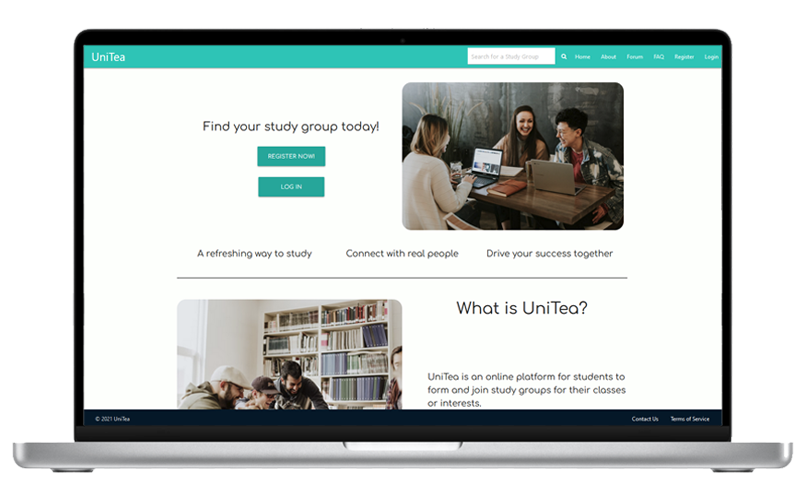 UniTea
Search for a Study Group
Home About Forum FAQ Register Login
Find your study group today!
REGISTER NOW!
LOG IN
A refreshing way to study Connect with real people Drive your success together
What is UniTea?
UniTea is an online platform for students to
form and join study groups for their classes
or interests.
© 2021 UniTea Contact Us Terms of Service